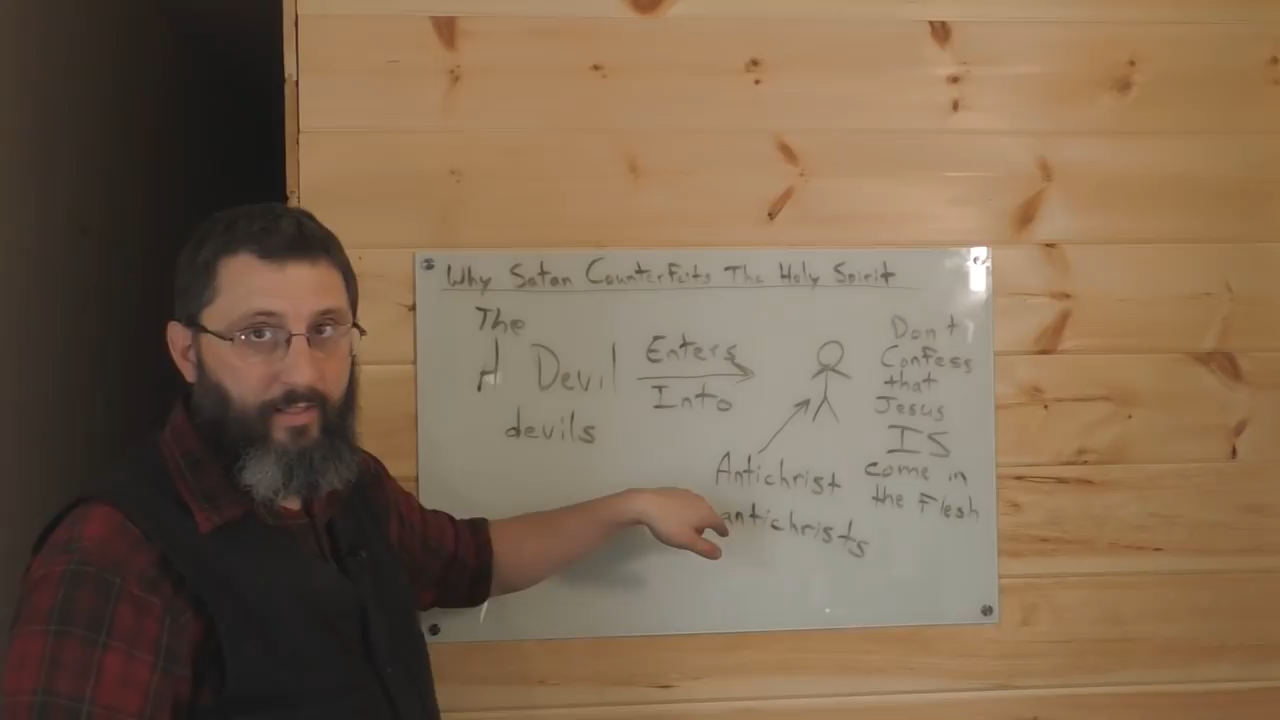 Why Satan Counterfeits The Holy Spirit
The
A Devil
devils
Enters
Into
Antichrist
antichrists
Don't
Confess
that
Jesus
IS
come in
the Flesh